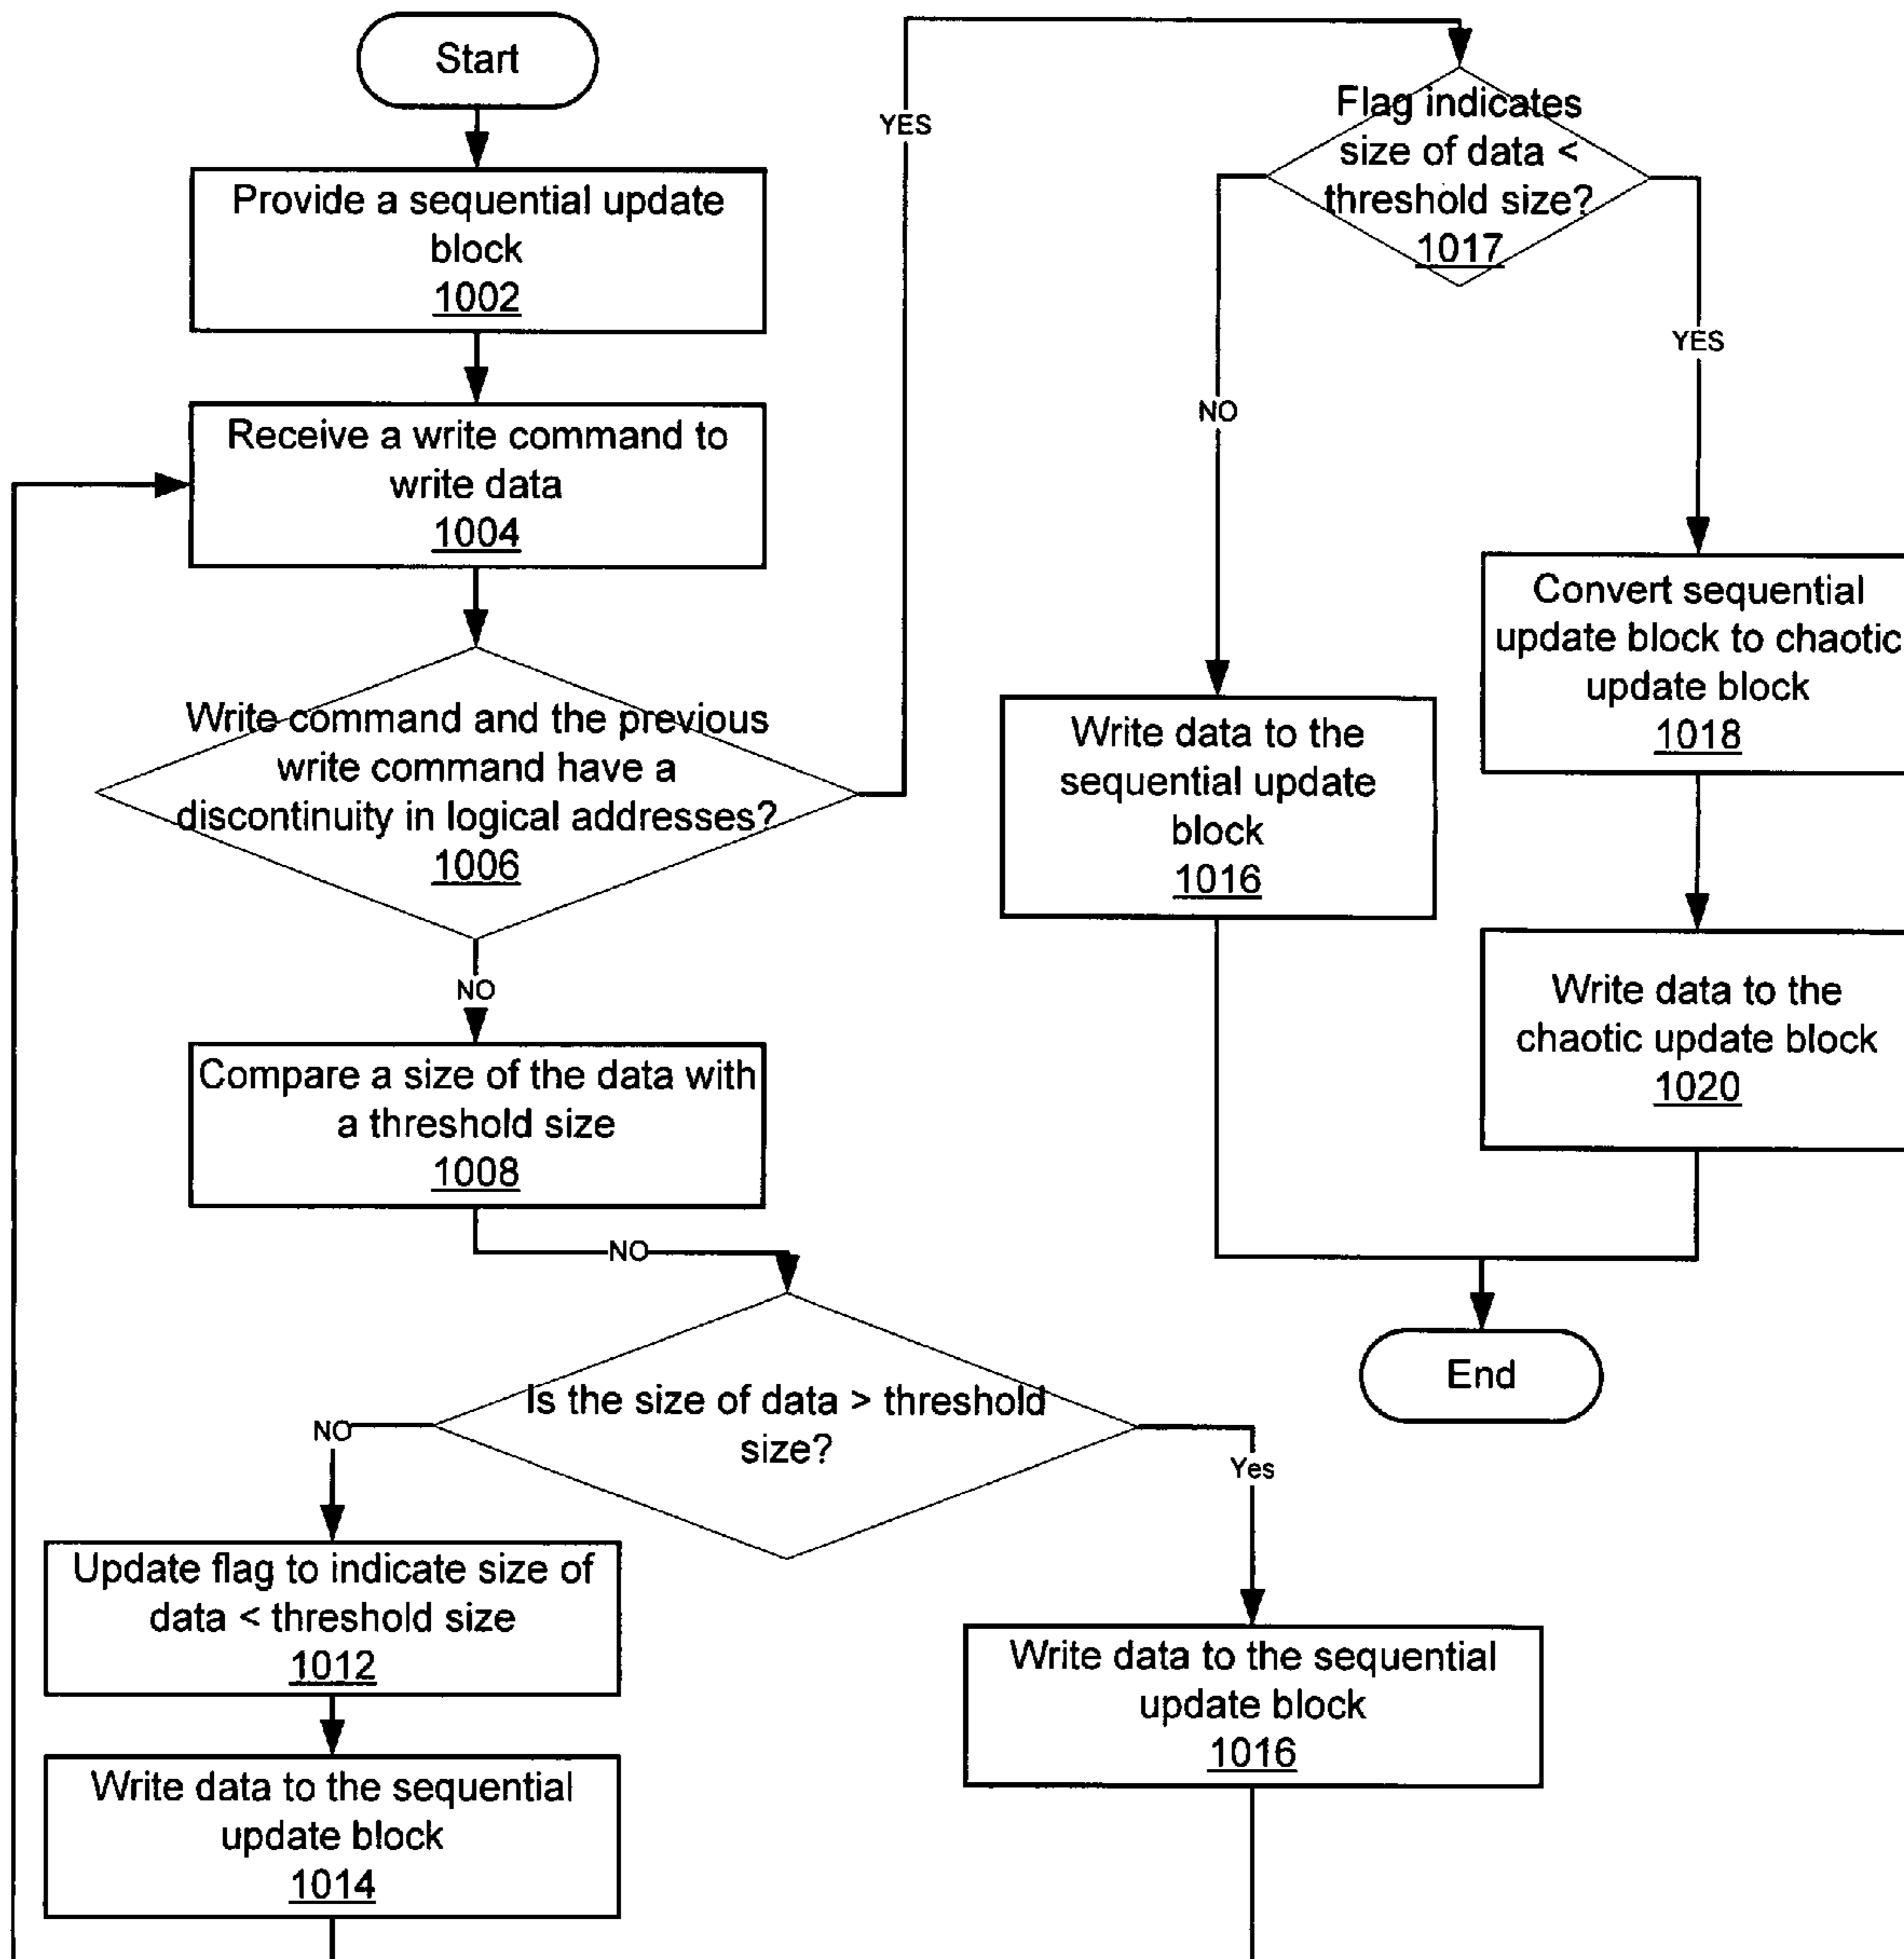 Start
Provide a sequential update
block
1002
Receive a write command to
write data
1004
Write command and the previous
write command have a
discontinuity in logical addresses?
1006
NO
Compare a size of the data with
a threshold size
1008
NO
Is the size of data > threshold
size?
NO
Yes
Update flag to indicate size of
data < threshold size
1012
Write data to the sequential
update block
1014
Write data to the sequential
update block
1016
YES
Flag indicates
size of data <
threshold size?
1017
NO
YES
Write data to the
sequential update
block
1016
Convert sequential
update block to chaotic
update block
1018
Write data to the
chaotic update block
1020
End